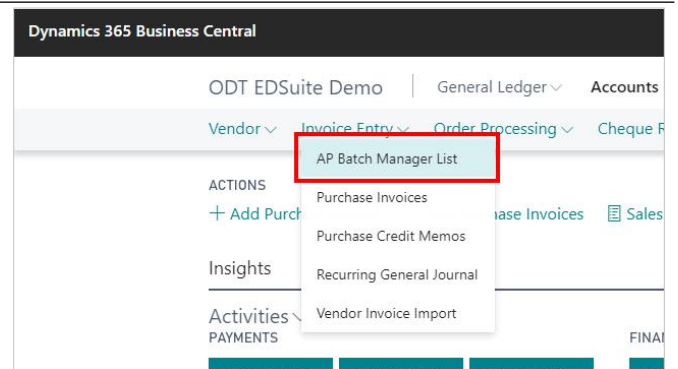 Dynamics 365 Business Central
ODT EDSuite Demo General Ledger Accounts
Vendor Invoice Entry Order Processing Cheque R
AP Batch Manager List
ACTIONS
Purchase Invoices
+ Add Purch ase Invoices Sales
Purchase Credit Memos
Insights
Recurring General Journal
Activities
Vendor Invoice Import
PAYMENTS FINA